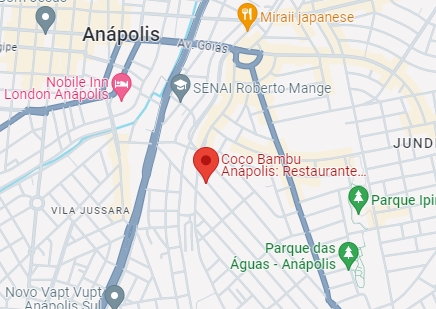 Anápolis
Miraii japanese
Av. Goiás
Nobile Inn
London Anápolis
SENAI Roberto Mange
JUNDI
Coco Bambu
Anápolis: Restaurante...
Parque Ipir
VILA JUSSARA
Parque das
Águas - Anápolis
Novo Vapt Vupt
Anápolis Sul